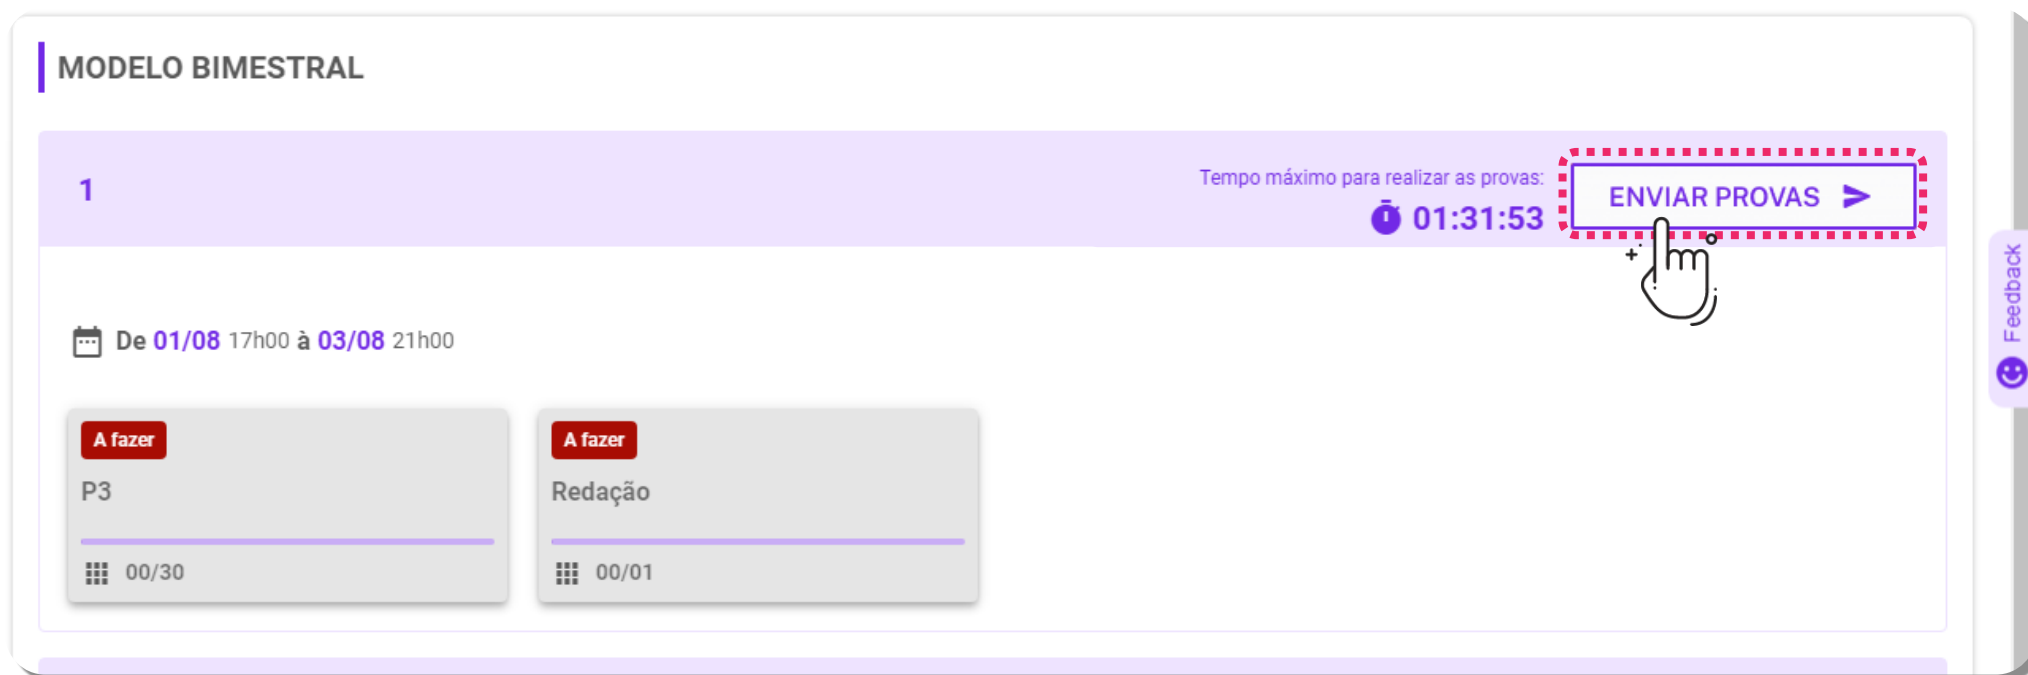 MODELO BIMESTRAL
1
Tempo máximo para realizar as provas:
01:31:53
ENVIAR PROVAS
De 01/08 17h00 à 03/08 21h00
A fazer
P3
00/30
A fazer
Redação
00/01
Feedback